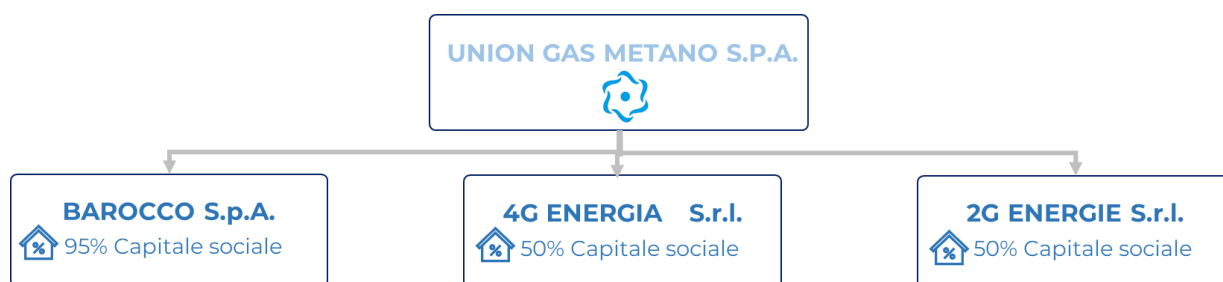 UNION GAS METANO S.P.A.
BAROCCO S.p.A.
% 95% Capitale sociale
4G ENERGIA S.r.l.
% 50% Capitale sociale
2G ENERGIE S.r.l.
% 50% Capitale sociale